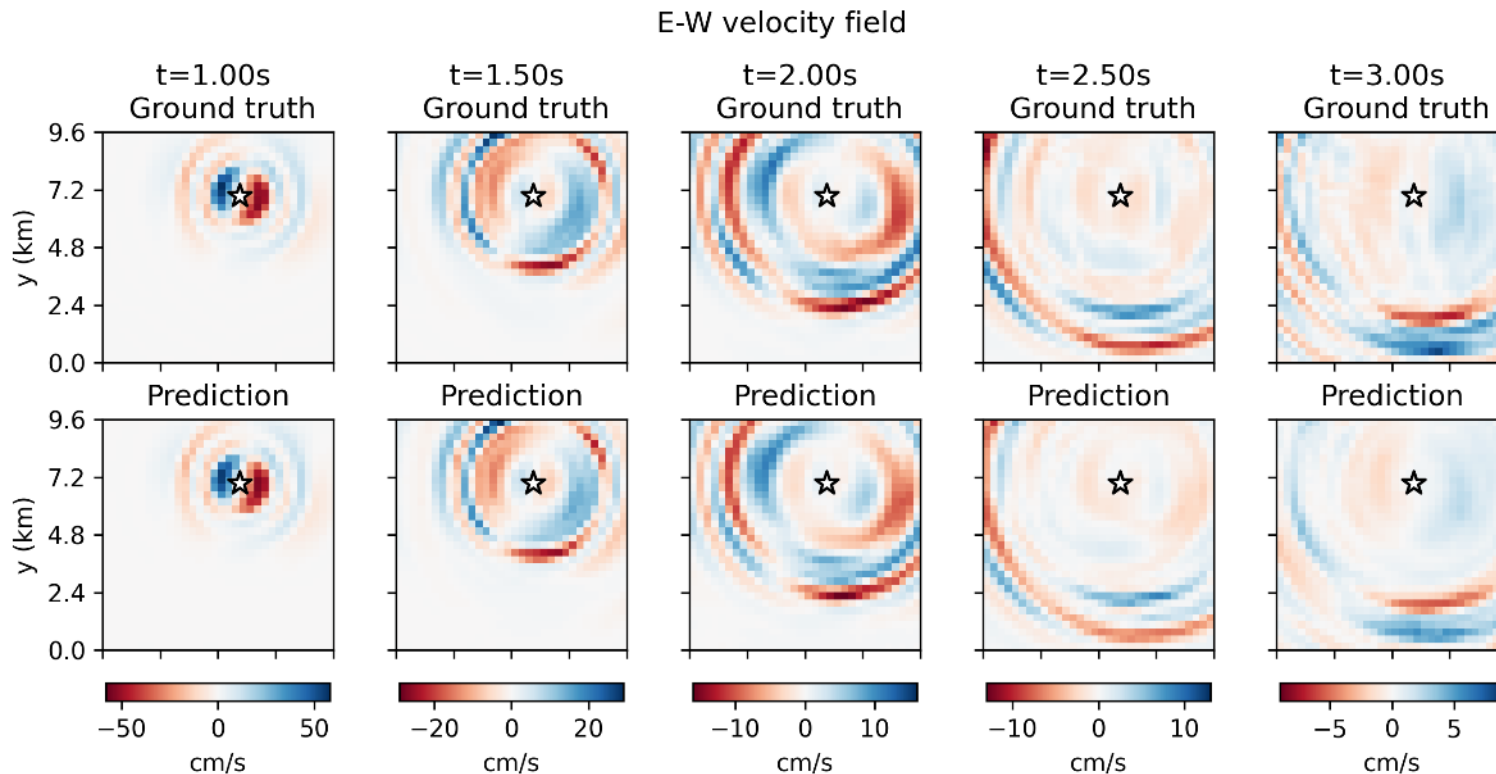 E-W velocity field
t=1.00s t=1.50s t=2.00s t=2.50s t=3.00s
Ground truth Ground truth Ground truth Ground truth Ground truth
9.6
7.2
4.8
2.4
0.0
y (km)
Prediction Prediction Prediction Prediction Prediction
9.6
7.2
4.8
2.4
0.0
y (km)
−50 0 50 −20 0 20 −10 0 10 −10 0 10 −5 0 5
cm/s cm/s cm/s cm/s cm/s